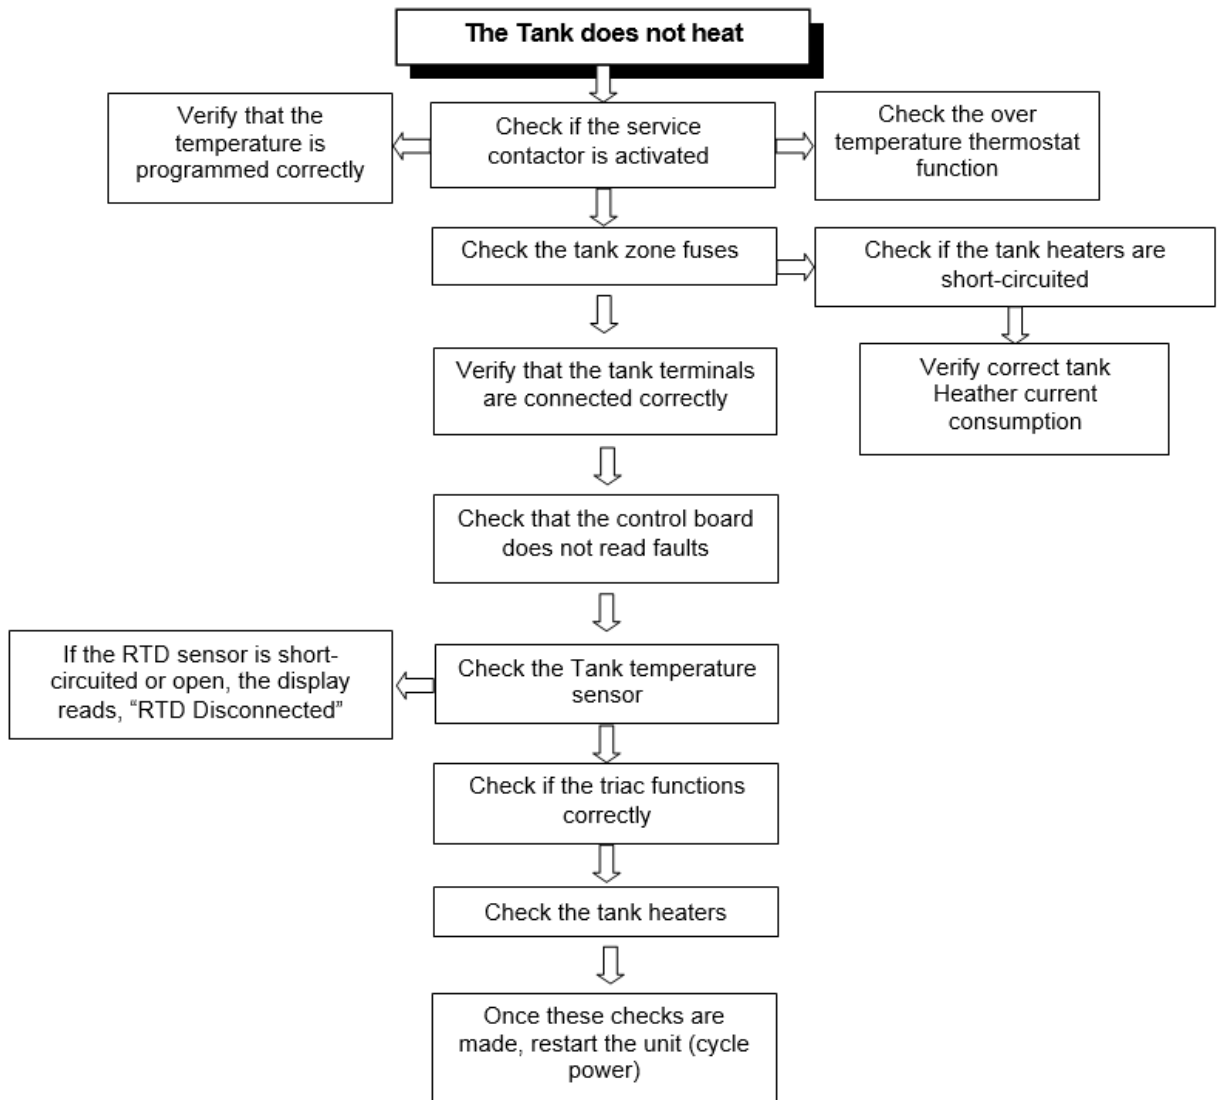 The Tank does not heat
Verify that the
temperature is
programmed correctly
Check if the service
contactor is activated
Check the over
temperature thermostat
function
Check the tank zone fuses
Check if the tank heaters are
short-circuited
Verify correct tank
Heather current
consumption
Verify that the tank terminals
are connected correctly
Check that the control board
does not read faults
If the RTD sensor is short-
circuited or open, the display
reads, “RTD Disconnected”
Check the Tank temperature
sensor
Check if the triac functions
correctly
Check the tank heaters
Once these checks are
made, restart the unit (cycle
power)